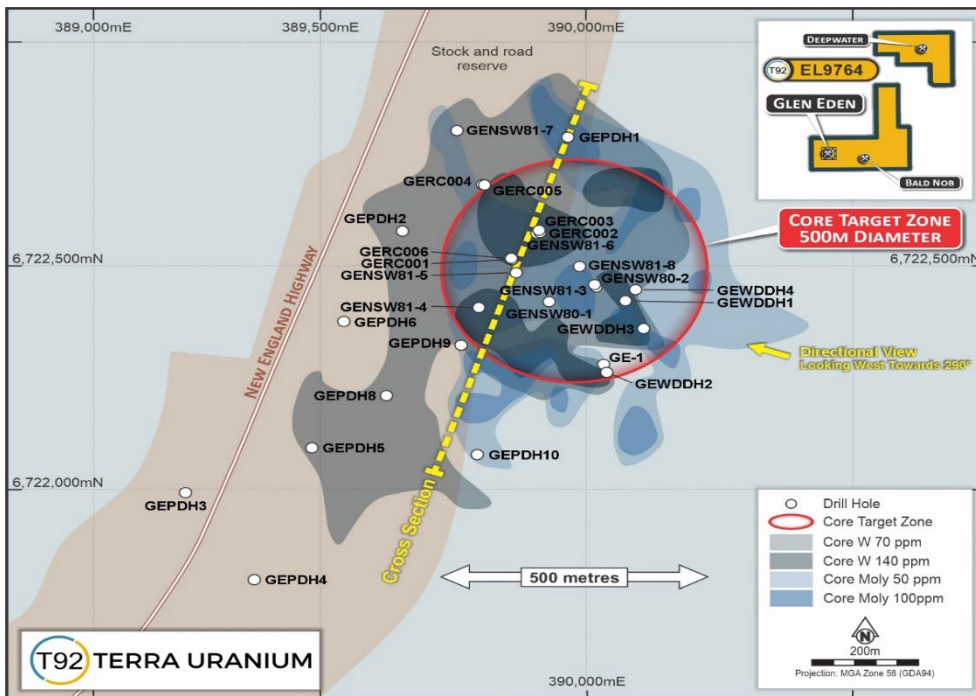 389,000mE
389,500mE
390,000mE
Stock and road
reserve
DEEPWATER
T92 EL9764
GLEN EDEN
BALD NOB
GENSW81-7
GEPDH1
GERC004
GERC005
GEPDH2
GERC003
GERC002
GENSW81-6
GERC006
GERC001
GENSW81-5
CORE TARGET ZONE
500M DIAMETER
6,722,500mN
6,722,500mN
GENSW81-8
GENSW80-2
GENSW81-3
GEWDDH4
GEWDDH1
GENSW81-4
GENSW80-1
GEPDH6
GEWDDH3
GEPDH9
GE-1
GEWDDH2
Directional View
Looking West Towards 290°
NEW ENGLAND HIGHWAY
GEPDH8
GEPDH5
GEPDH10
6,722,000mN
GEPDH3
Cross Section
GEPDH4
500 metres
Drill Hole
Core Target Zone
Core W 70 ppm
Core W 140 ppm
Core Moly 50 ppm
Core Moly 100ppm
N
200m
Projection: MGA Zone 56 (GDA94)
T92 TERRA URANIUM
390,000mE